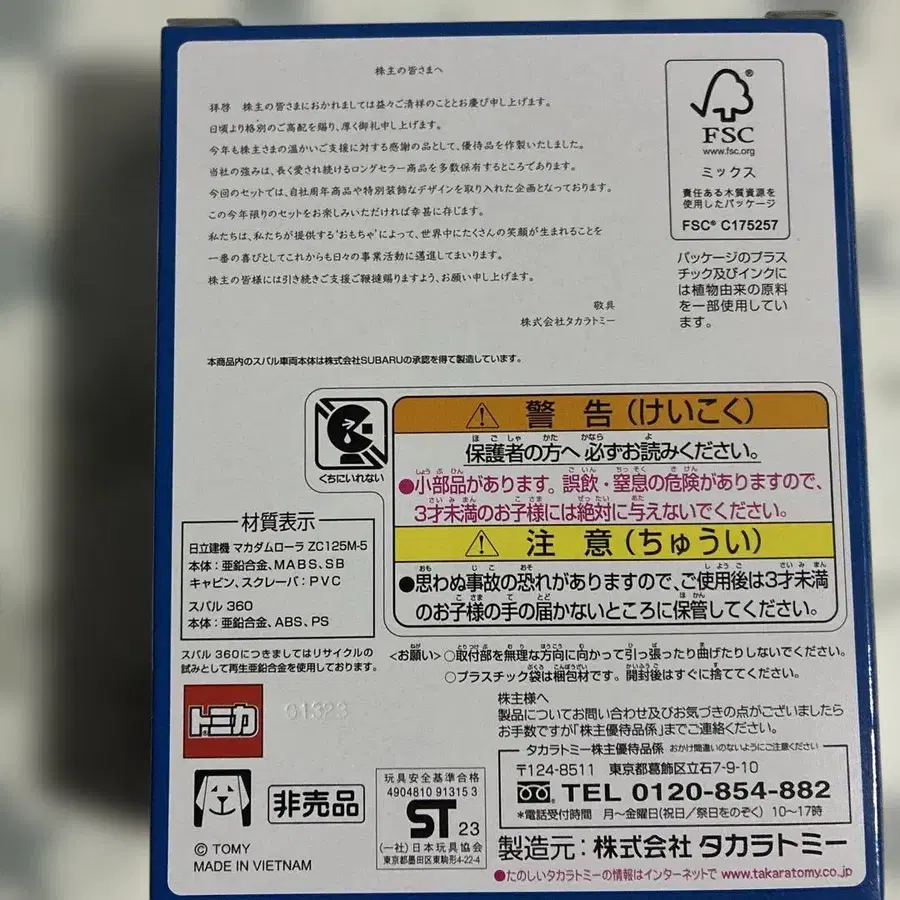 株主の皆さまへ
拝啓 株主の皆さまにおかれましては益々ご清祥のこととお慶び申し上げます。
日頃より格別のご高配を賜り、厚く御礼申し上げます。
今年も株主さまの温かいご支援に対する感謝の品として、優待品を作製いたしました。
当社の強みは、長く愛され続けるロングセラー商品を多数保有するところであります。
今回のセットでは、自社周年商品や特別装飾なデザインを取り入れた企画となっております。
この今年限りのセットをお楽しみいただければ幸甚に存じます。
私たちは、私たちが提供する"おもちゃ"によって、世界中にたくさんの笑顔が生まれることを
一番の喜びとしてこれからも日々の事業活動に邁進してまいります。
株主の皆様には引き続きご支援ご鞭撻賜りますよう、お願い申し上げます。
敬具
株式会社タカラトミー
FSC®
www.fsc.org
ミックス
責任ある木質資源を
使用したパッケージ
FSC® C175257
パッケージのプラス
チック及びインクに
は植物由来の原料
を一部使用してい
ます。
本商品内のスバル車両本体は株式会社SUBARUの承認を得て製造しています。
くちにいれない
警告(けいこく)
保護者の方へ必ずお読みください。
●小部品があります。誤飲・窒息の危険がありますので、
3才未満のお子様には絶対に与えないでください。
注意(ちゅうい)
●思わぬ事故の恐れがありますので、ご使用後は3才未満
のお子様の手の届かないところに保管してください。
材質表示
日立建機 マカダムローラ ZC125M-5
本体:亜鉛合金、MABS、SB
キャビン、スクレーパ:PVC
スバル 360
本体:亜鉛合金、ABS、PS
スバル 360につきましてはリサイクルの
試みとして再生亜鉛合金を使用しております。
<お願い>○取付部を無理な方向に向かって引っ張ったり曲げたりしないでください。
○プラスチック袋は梱包材です。開封後はすぐに捨ててください。
トミカ
01323
株主様へ
製品についてお問い合わせ及びお気づきの点がございましたら
お手数ですが「株主優待品係」までご連絡ください。
タカラトミー株主優待品係 おかけ間違いのないようにご注意ください
〒124-8511 東京都葛飾区立石7-9-10
TEL 0120-854-882
*電話受付時間 月~金曜日(祝/祭日をのぞく) 10~17時
非売品
玩具安全基準合格
4904810 91315 3
ST 23
(一社)日本玩具協会
東京都墨田区東駒形4-22-4
© TOMY
MADE IN VIETNAM
製造元:株式会社 タカラトミー
●たのしいタカラトミーの情報はインターネットで www.takaratomy.co.jp